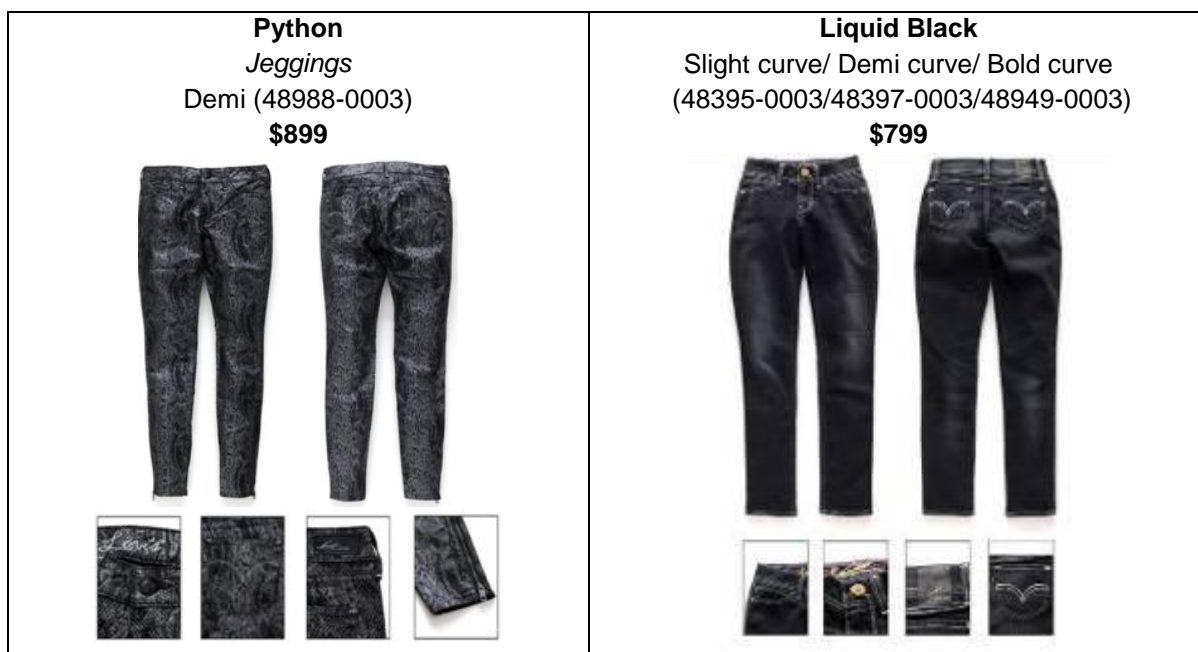 Python
Jeggings
Demi (48988-0003)
$899
Levi's
Liquid Black
Slight curve/ Demi curve/ Bold curve
(48395-0003/48397-0003/48949-0003)
$799